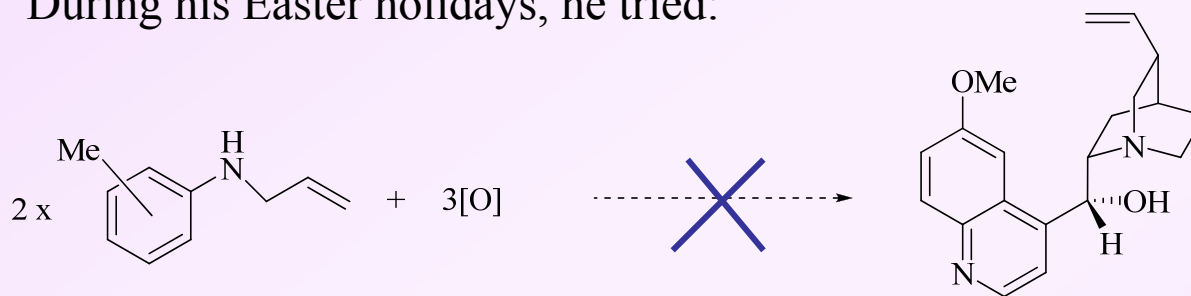 During his Easter holidays, he tried:
OMe
Me
H
N
N
2 x
+
3[O]
OH
H
N